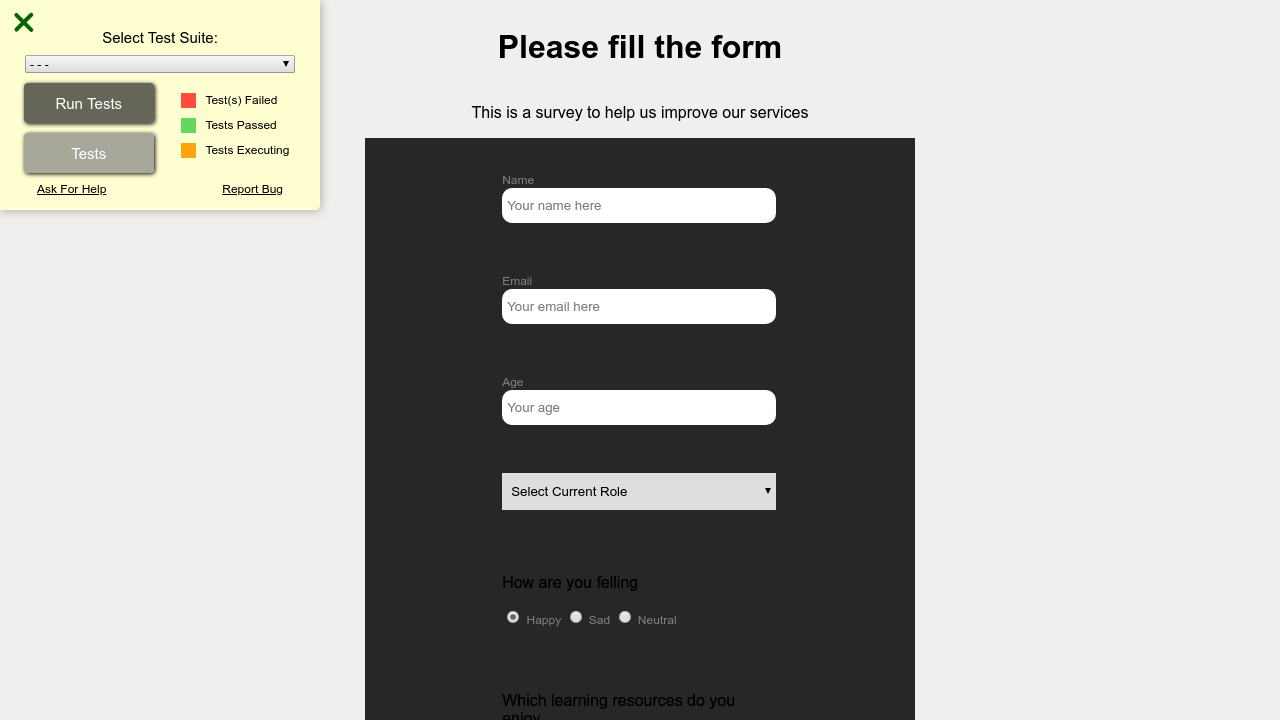 Select Test Suite:
- - -
Run Tests
Tests
Test(s) Failed
Tests Passed
Tests Executing
Ask For Help
Report Bug
Please fill the form
This is a survey to help us improve our services
Name
Your name here
Email
Your email here
Age
Your age
Select Current Role
How are you felling
Happy Sad Neutral
Which learning resources do you
enjoy